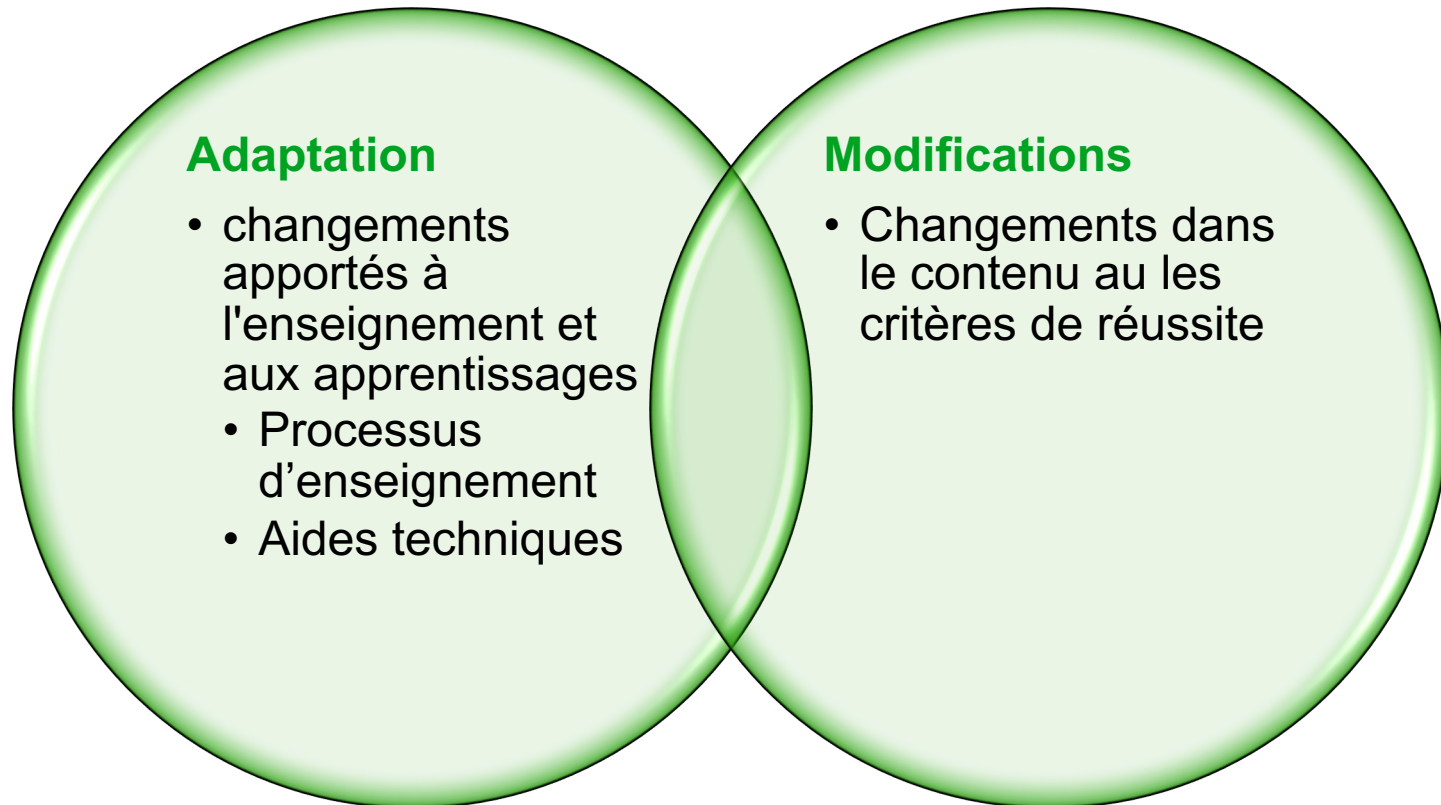 Adaptation
• changements
apportés à
l'enseignement et
aux apprentissages
• Processus
d’enseignement
• Aides techniques
Modifications
• Changements dans
le contenu au les
critères de réussite